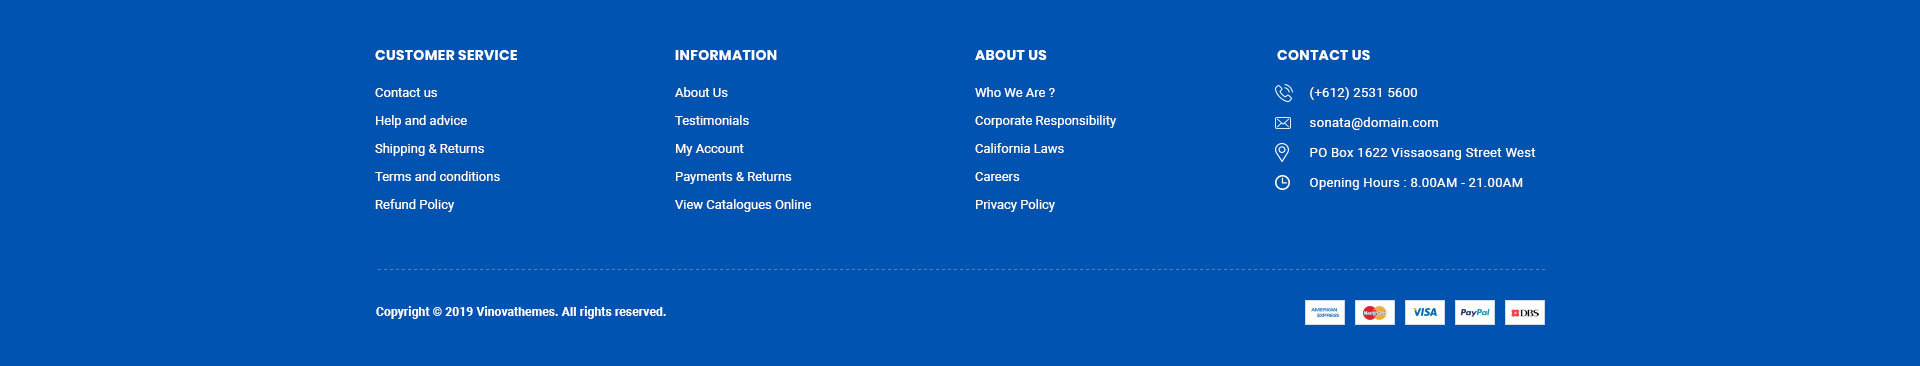 CUSTOMER SERVICE
Contact us
Help and advice
Shipping & Returns
Terms and conditions
Refund Policy
INFORMATION
About Us
Testimonials
My Account
Payments & Returns
View Catalogues Online
ABOUT US
Who We Are ?
Corporate Responsibility
California Laws
Careers
Privacy Policy
CONTACT US
(+612) 2531 5600
sonata@domain.com
PO Box 1622 Vissaosang Street West
Opening Hours : 8.00AM - 21.00AM
Copyright © 2019 Vinovathemes. All rights reserved.
AMERICAN
EXPRESS
MasterCard
VISA
PayPal
DBS